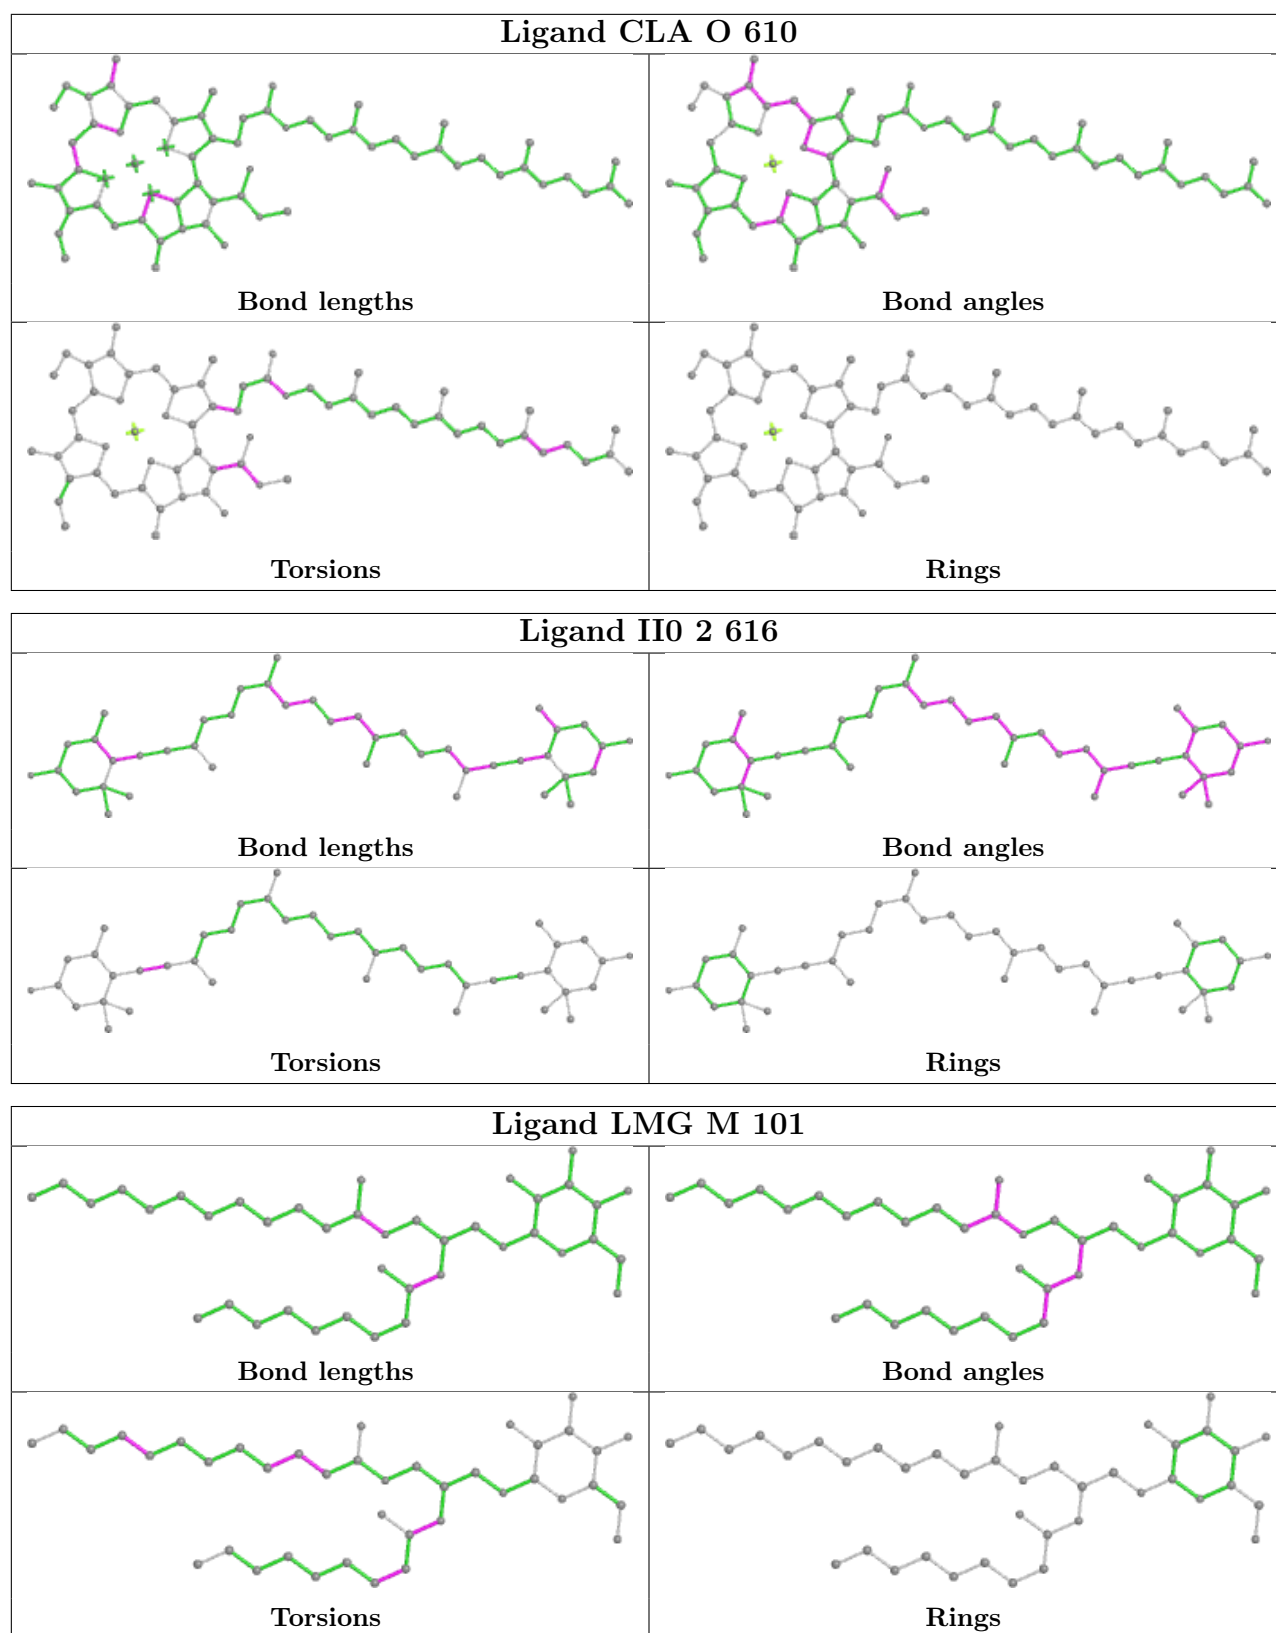 Ligand CLA O 610
Bond lengths
Bond angles
Torsions
Rings
Ligand II0 2 616
Bond lengths
Bond angles
Torsions
Rings
Ligand LMG M 101
Bond lengths
Bond angles
Torsions
Rings